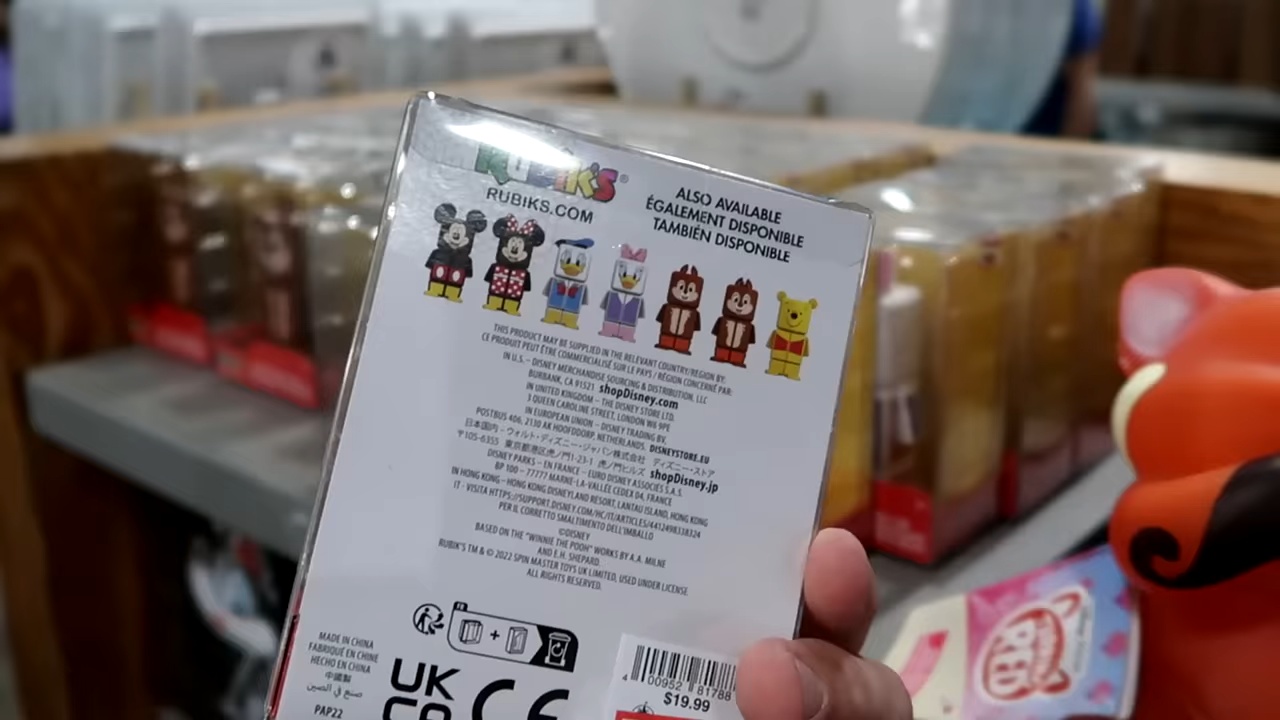 RUBIK'S®
RUBIKS.COM
ALSO AVAILABLE
ÉGALEMENT DISPONIBLE
TAMBIÉN DISPONIBLE
THIS PRODUCT MAY BE SUPPLIED IN THE RELEVANT COUNTRY/REGION BY:
CE PRODUIT PEUT ÊTRE COMMERCIALISÉ SUR LE PAYS / RÉGION CONCERNÉ PAR:
IN U.S. – DISNEY MERCHANDISE SOURCING & DISTRIBUTION, LLC
BURBANK, CA 91521 shopDisney.com
IN UNITED KINGDOM – THE DISNEY STORE LTD.
3 QUEEN CAROLINE STREET, LONDON W6 9PE
IN EUROPEAN UNION – DISNEY TRADING BV,
POSTBUS 406, 2130 AK HOOFDDORP, NETHERLANDS. DISNEYSTORE.EU
日本国内 - ウォルト・ディズニー・ジャパン株式会社 ディズニー・ストア
〒105-6355 東京都港区虎ノ門1-23-1 虎ノ門ヒルズ shopDisney.jp
DISNEY PARKS – EN FRANCE – EURO DISNEY ASSOCIÉS S.A.S.
BP 100 – 77777 MARNE-LA-VALLÉE CEDEX 04, FRANCE
IN HONG KONG – HONG KONG DISNEYLAND RESORT, LANTAU ISLAND, HONG KONG
IT - VISITA HTTPS://SUPPORT.DISNEY.COM/HC/IT/ARTICLES/4412498338324
PER IL CORRETTO SMALTIMENTO DELL'IMBALLO
©DISNEY
BASED ON THE "WINNIE THE POOH" WORKS BY A.A. MILNE
AND E.H. SHEPARD.
RUBIK'S TM & © 2022 SPIN MASTER TOYS UK LIMITED, USED UNDER LICENSE
ALL RIGHTS RESERVED.
MADE IN CHINA
FABRIQUÉ EN CHINE
HECHO EN CHINA
中國製
صنع في الصين
PAP22
UK
CA
CE
FR
+
4 00952 81788
$19.99
TURNING
RED